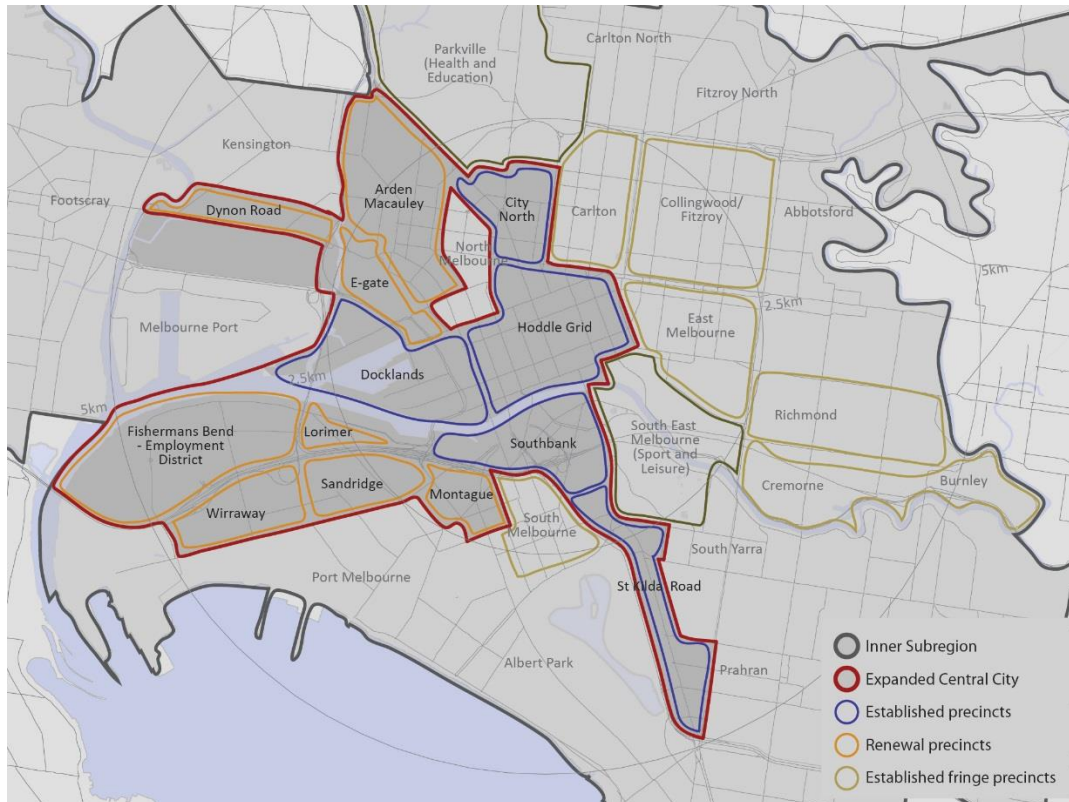 Parkville
(Health and
Education)
Carlton North
Fitzroy North
Kensington
Footscray
Dynon Road
Arden
Macauley
City
North
Carlton
Collingwood/
Fitzroy
Abbotsford
North
Melbourne
5km
E-gate
2.5km
Melbourne Port
Hoddle Grid
East
Melbourne
Docklands
2.5km
5km
Richmond
Fishermans Bend
- Employment
District
Lorimer
Southbank
South East
Melbourne
(Sport and
Leisure)
Sandridge
Montague
Cremorne
Burnley
Wirraway
South
Melbourne
South Yarra
Port Melbourne
St Kilda Road
Albert Park
Prahran
Inner Subregion
Expanded Central City
Established precincts
Renewal precincts
Established fringe precincts